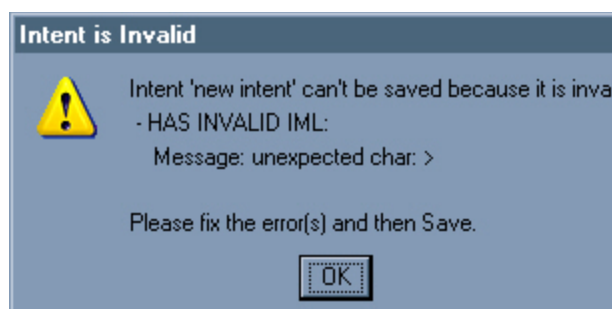 Intent is Invalid
Intent 'new intent' can't be saved because it is inva
- HAS INVALID IML:
Message: unexpected char: >
Please fix the error(s) and then Save.
OK